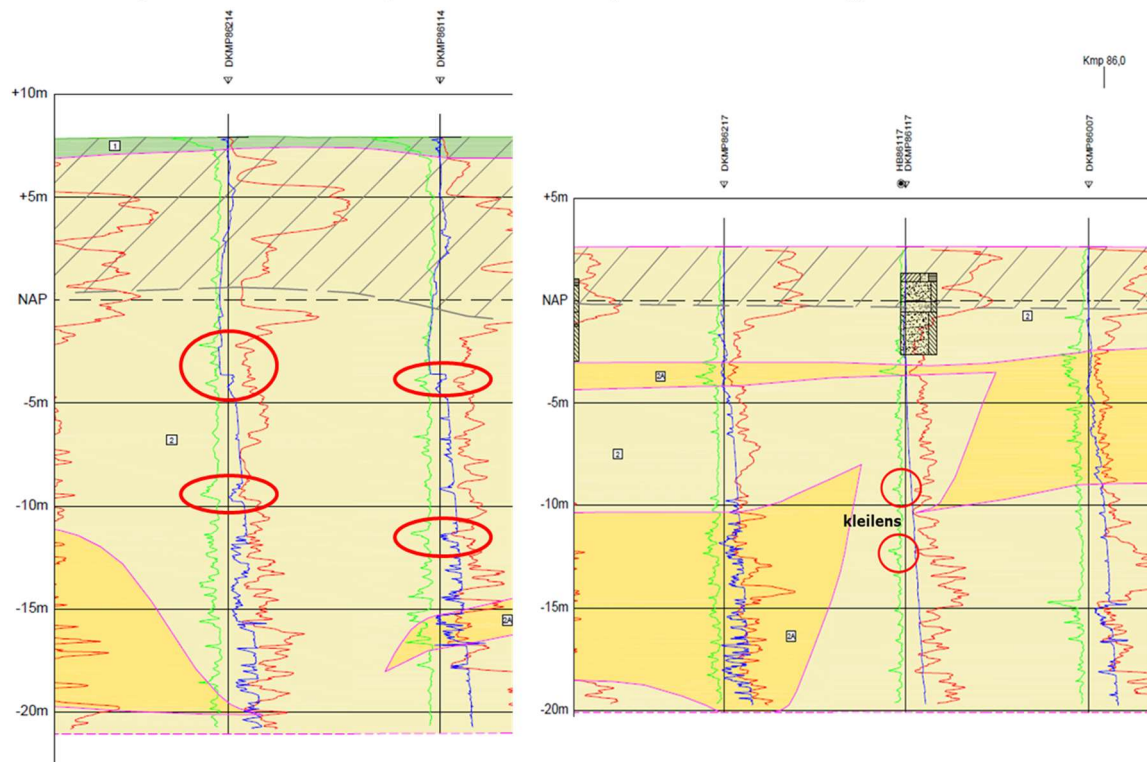 DKMP86214
DKMP86114
+10m
1
+5m
NAP
-5m
2
-10m
-15m
2A
-20m
Kmp 86,0
DKMP86217
HB86117
DKMP86117
DKMP86007
+5m
NAP
2
2A
-5m
2
-10m
kleilens
-15m
2A
-20m